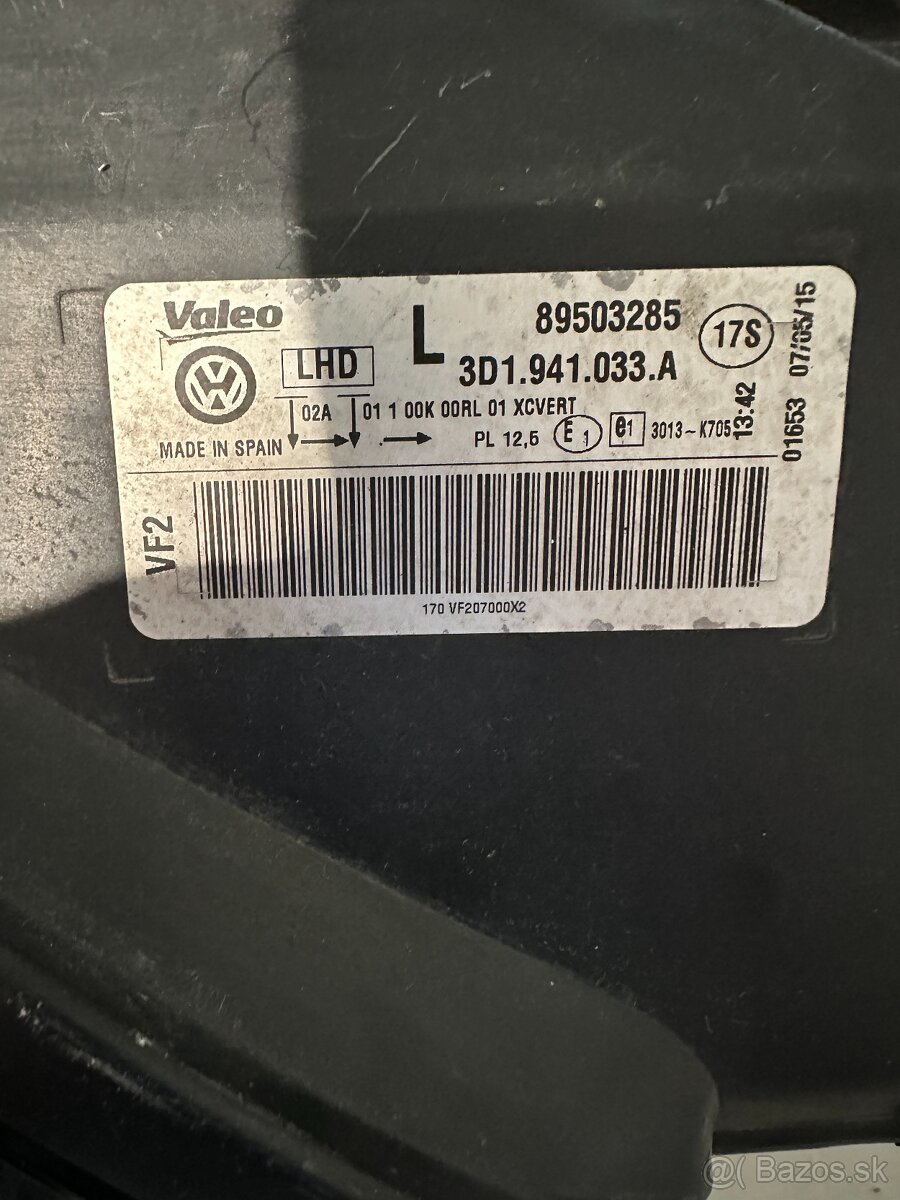 Valeo
L
89503285
17S
LHD
3D1.941.033.A
02A
01 1 00K 00RL 01 XCVERT
MADE IN SPAIN
PL 12,5
E 1
e1
3013-K705
13:42
01653 07/05/15
VF2
170 VF207000X2
@( Bazos.sk